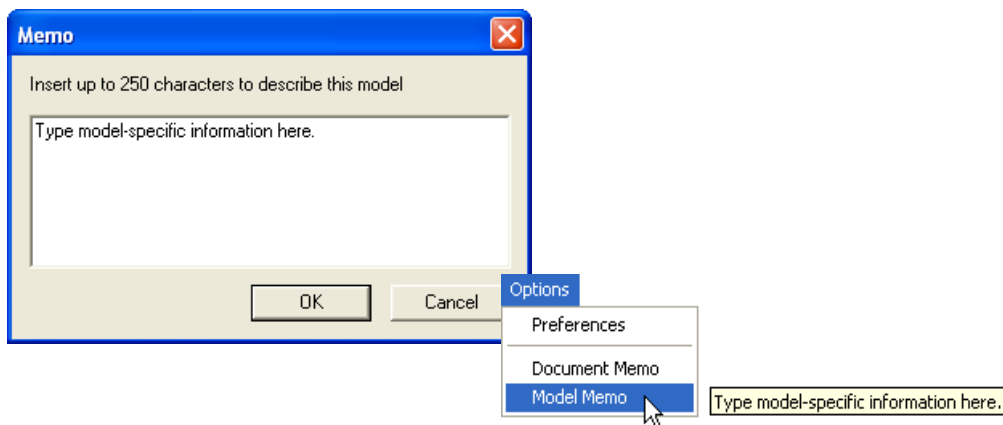 Memo
Insert up to 250 characters to describe this model
Type model-specific information here.
OK Cancel
Options
Preferences
Document Memo
Model Memo
Type model-specific information here.